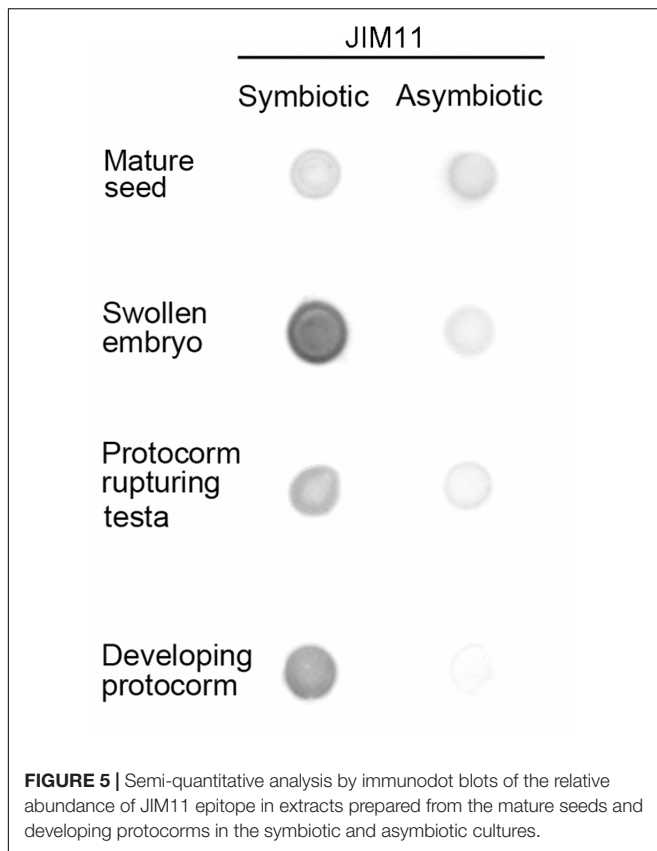 JIM11
Symbiotic Asymbiotic
Mature
seed
Swollen
embryo
Protocorm
rupturing
testa
Developing
protocorm
FIGURE 5 | Semi-quantitative analysis by immunodot blots of the relative
abundance of JIM11 epitope in extracts prepared from the mature seeds and
developing protocorms in the symbiotic and asymbiotic cultures.